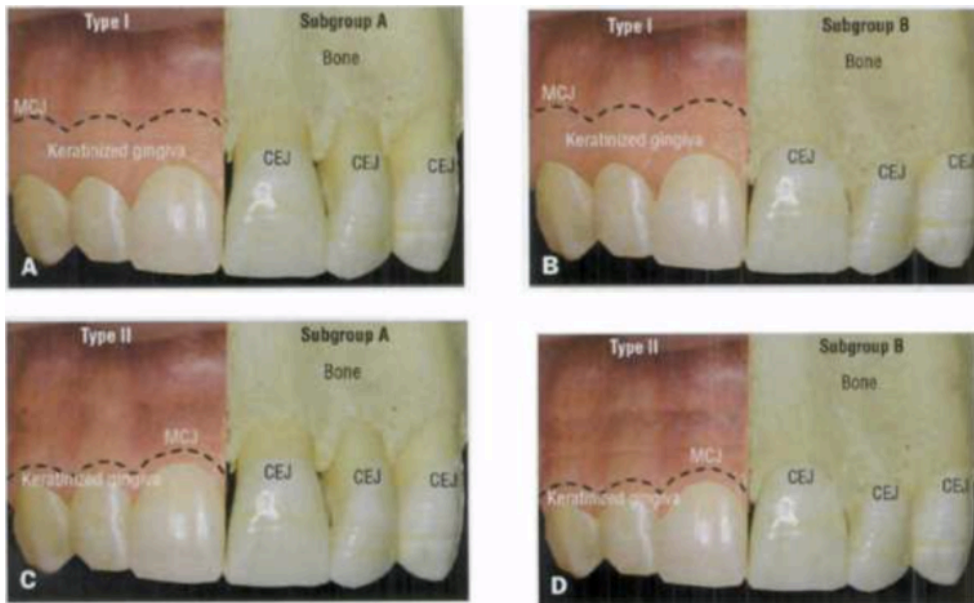 Type I
Subgroup A
Bone
MCJ
Keratinized gingiva
CEJ
CEJ
CEJ
A
Type I
Subgroup B
Bone
MCJ
Keratinized gingiva
CEJ
CEJ
CEJ
B
Type II
Subgroup A
Bone
MCJ
Keratinized gingiva
CEJ
CEJ
CEJ
C
Type II
Subgroup B
Bone
MCJ
Keratinized gingiva
CEJ
CEJ
CEJ
D